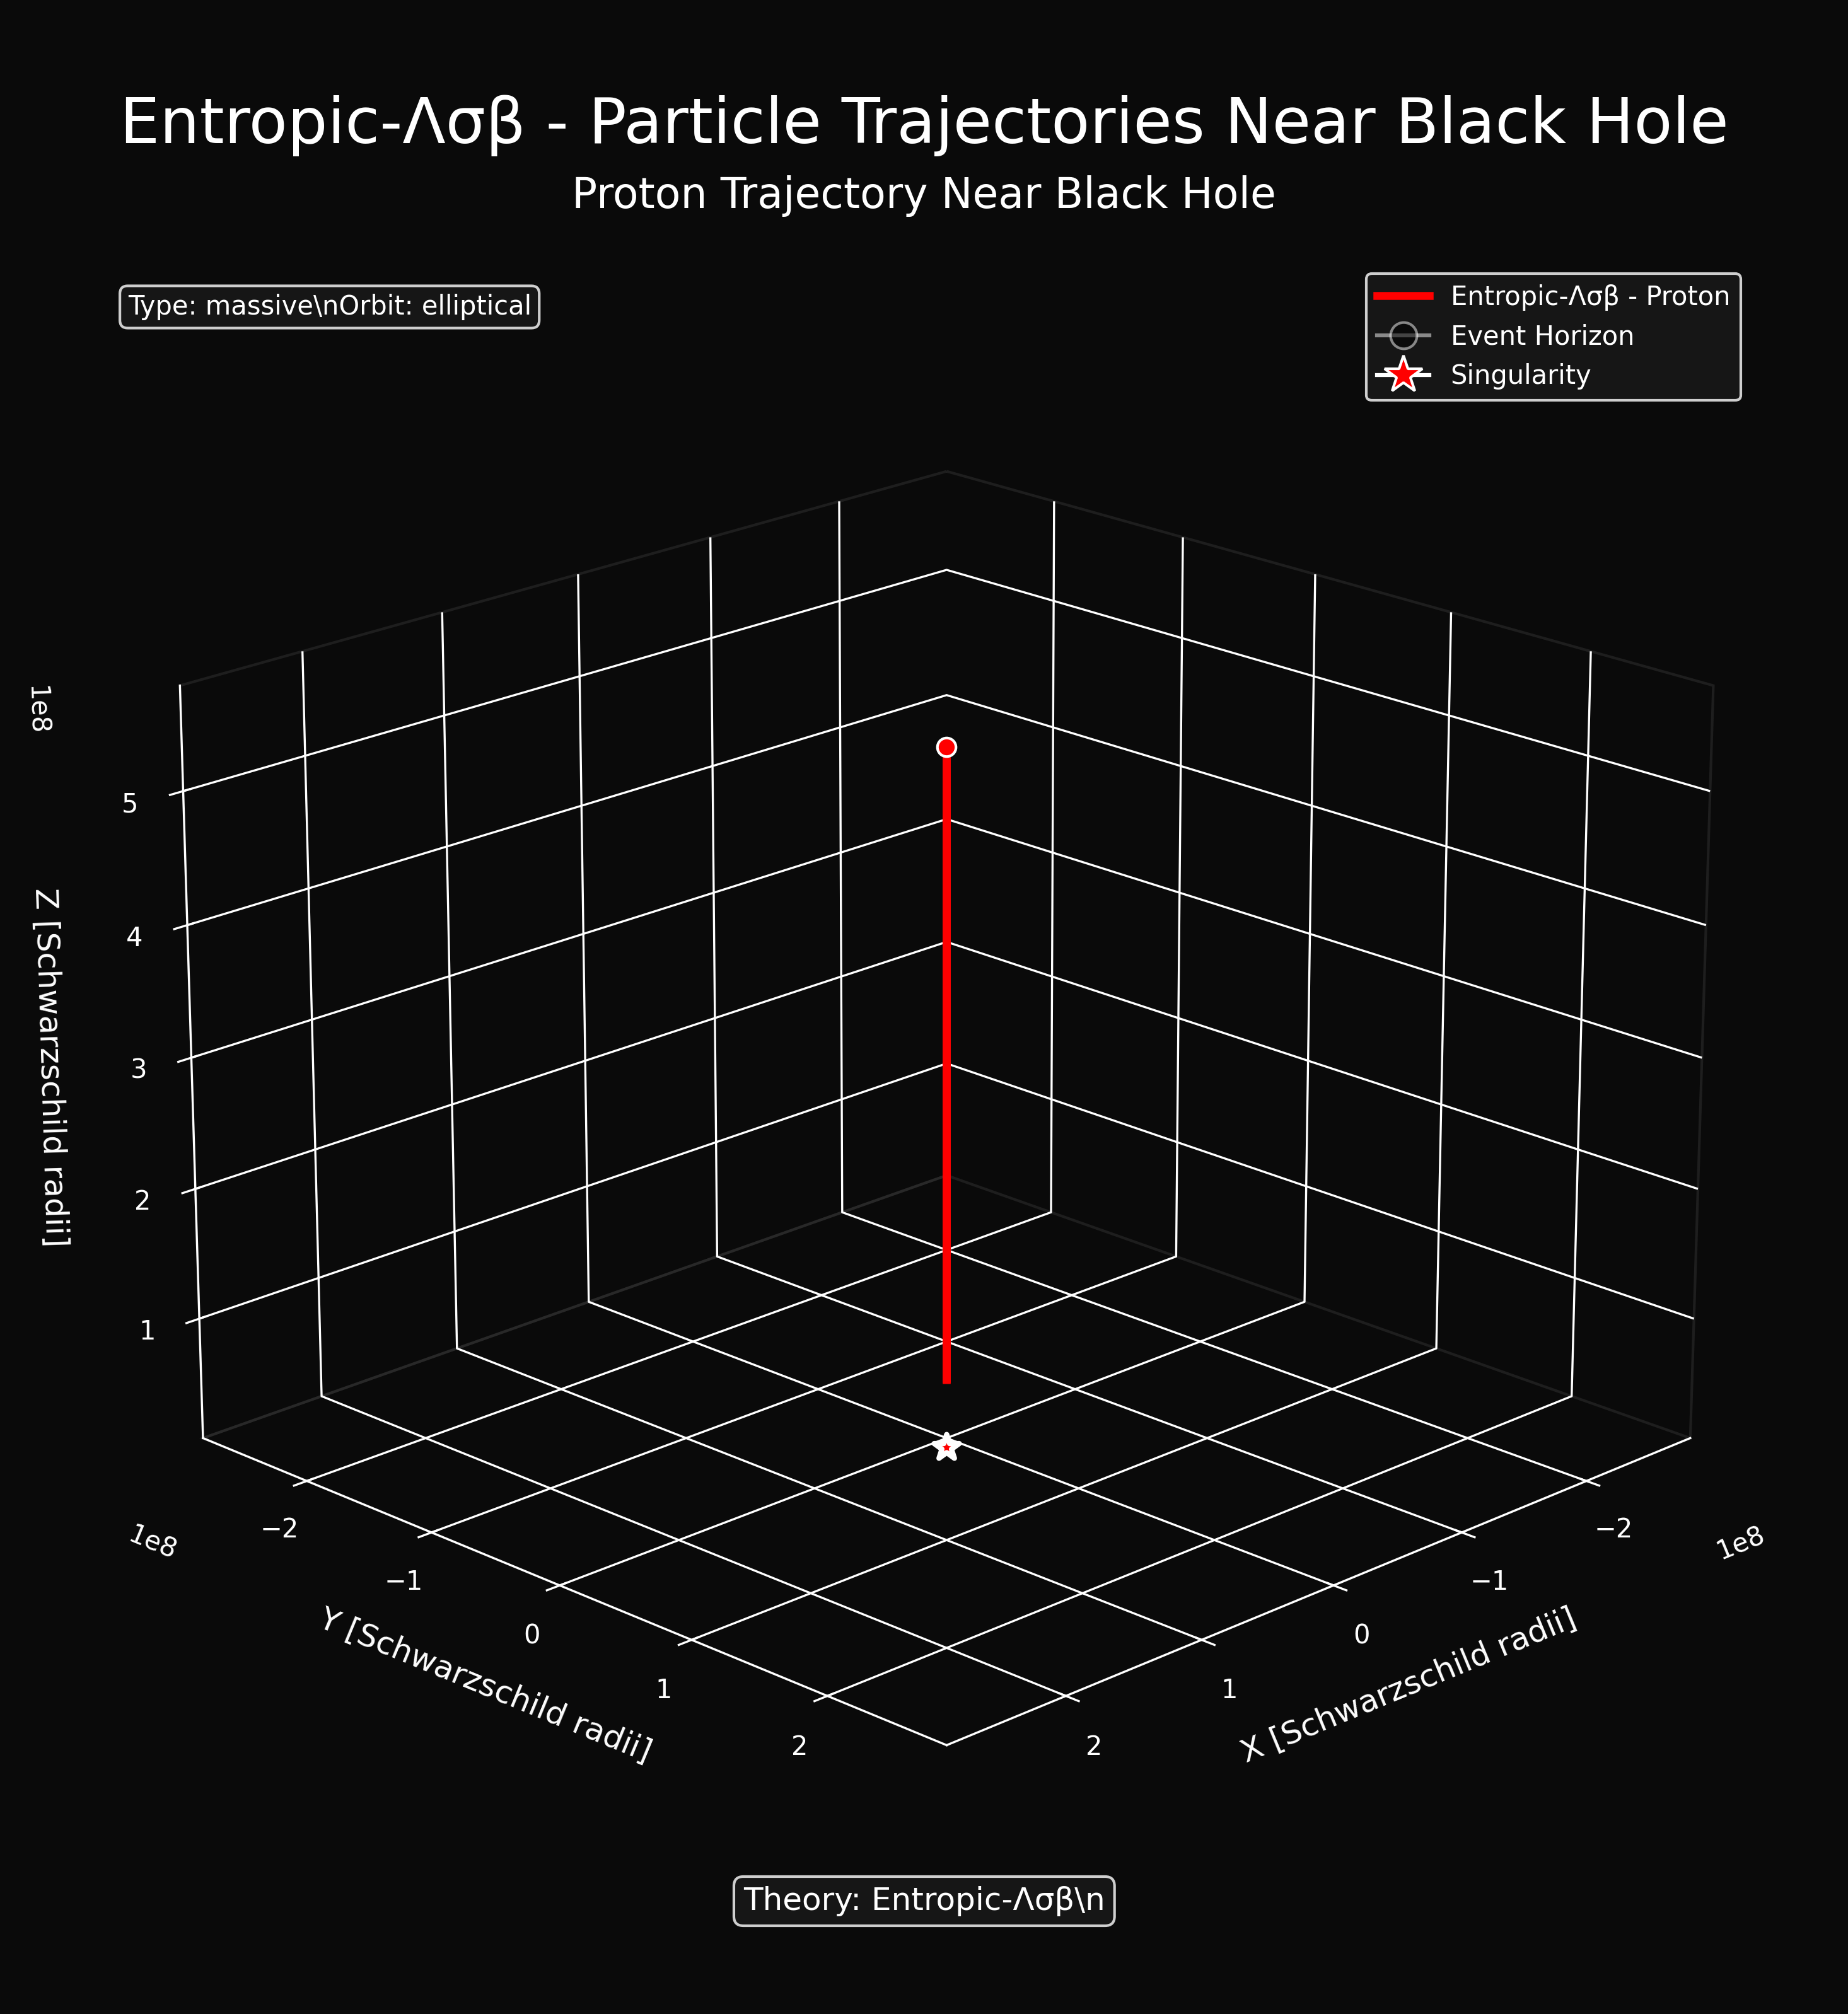 Entropic-Λσβ - Particle Trajectories Near Black Hole
Proton Trajectory Near Black Hole
Type: massive\nOrbit: elliptical
Entropic-Λσβ - Proton
Event Horizon
Singularity
1e8
5
4
3
2
1
Z [Schwarzschild radii]
1e8
−2
−1
0
1
2
Y [Schwarzschild radii]
2
1
0
−1
−2
1e8
X [Schwarzschild radii]
Theory: Entropic-Λσβ\n